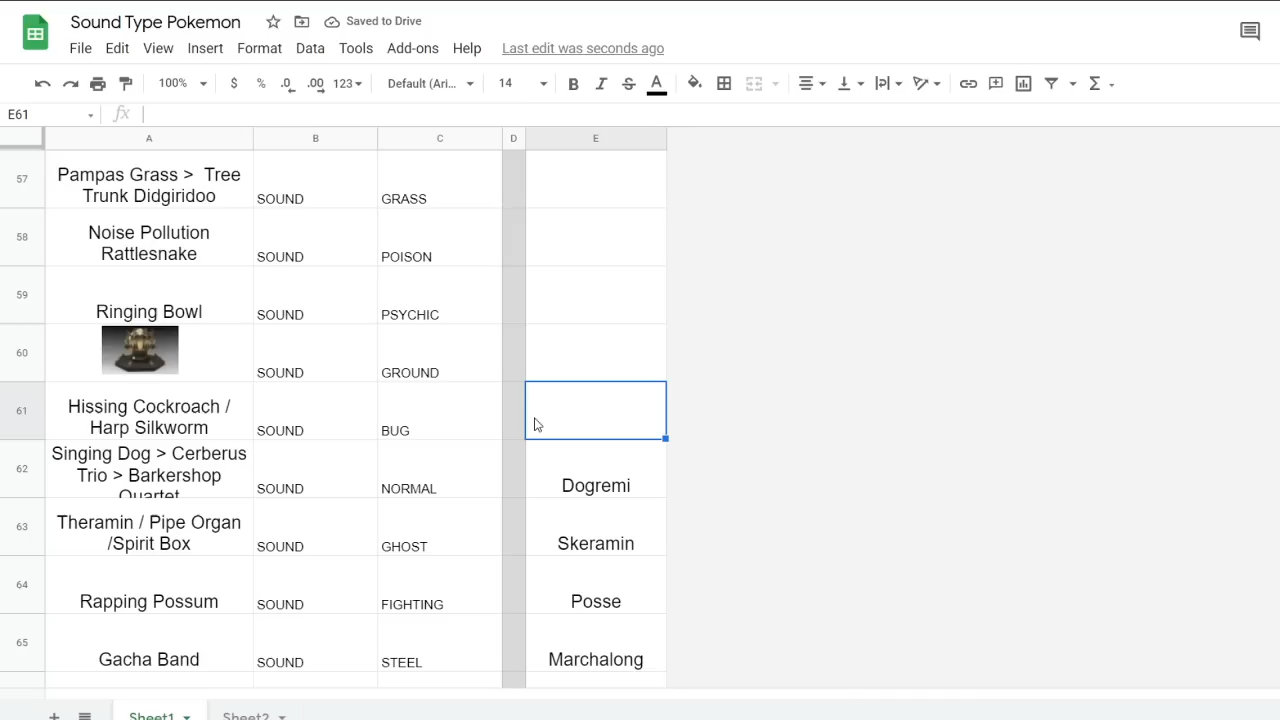 Sound Type Pokemon
Saved to Drive
File Edit View Insert Format Data Tools Add-ons Help Last edit was seconds ago
100% $ % .0 .00 123 Default (Ari... 14 B I S A Σ
E61 fx
A B C D E
57 Pampas Grass > Tree
Trunk Didgiridoo SOUND GRASS
58 Noise Pollution
Rattlesnake SOUND POISON
59 Ringing Bowl SOUND PSYCHIC
60 SOUND GROUND
61 Hissing Cockroach /
Harp Silkworm SOUND BUG
62 Singing Dog > Cerberus
Trio > Barkershop
Quartet SOUND NORMAL Dogremi
63 Theramin / Pipe Organ
/Spirit Box SOUND GHOST Skeramin
64 Rapping Possum SOUND FIGHTING Posse
65 Gacha Band SOUND STEEL Marchalong
+ Sheet1 Sheet2